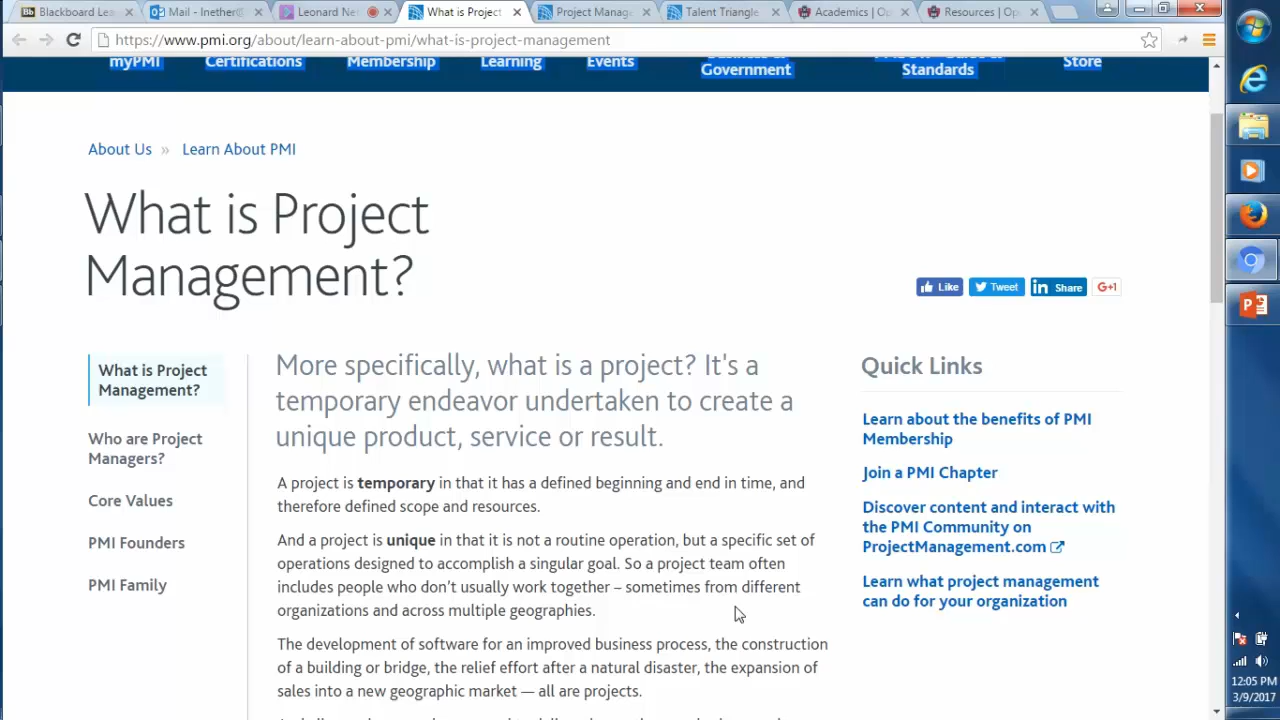 Blackboard Lea
Mail - Inether@
Leonard Ne
What is Project
Project Manag
Talent Triangle
Academics | Op
Resources | Op
https://www.pmi.org/about/learn-about-pmi/what-is-project-management
myPMI
Certifications
Membership
Learning
Events
Government
Standards
Store
About Us » Learn About PMI
What is Project
Management?
Like
Tweet
in Share
G+1
What is Project
Management?
Who are Project
Managers?
Core Values
PMI Founders
PMI Family
More specifically, what is a project? It's a
temporary endeavor undertaken to create a
unique product, service or result.
A project is temporary in that it has a defined beginning and end in time, and
therefore defined scope and resources.
And a project is unique in that it is not a routine operation, but a specific set of
operations designed to accomplish a singular goal. So a project team often
includes people who don't usually work together – sometimes from different
organizations and across multiple geographies.
The development of software for an improved business process, the construction
of a building or bridge, the relief effort after a natural disaster, the expansion of
sales into a new geographic market — all are projects.
Quick Links
Learn about the benefits of PMI
Membership
Join a PMI Chapter
Discover content and interact with
the PMI Community on
ProjectManagement.com
Learn what project management
can do for your organization
12:05 PM
3/9/2017